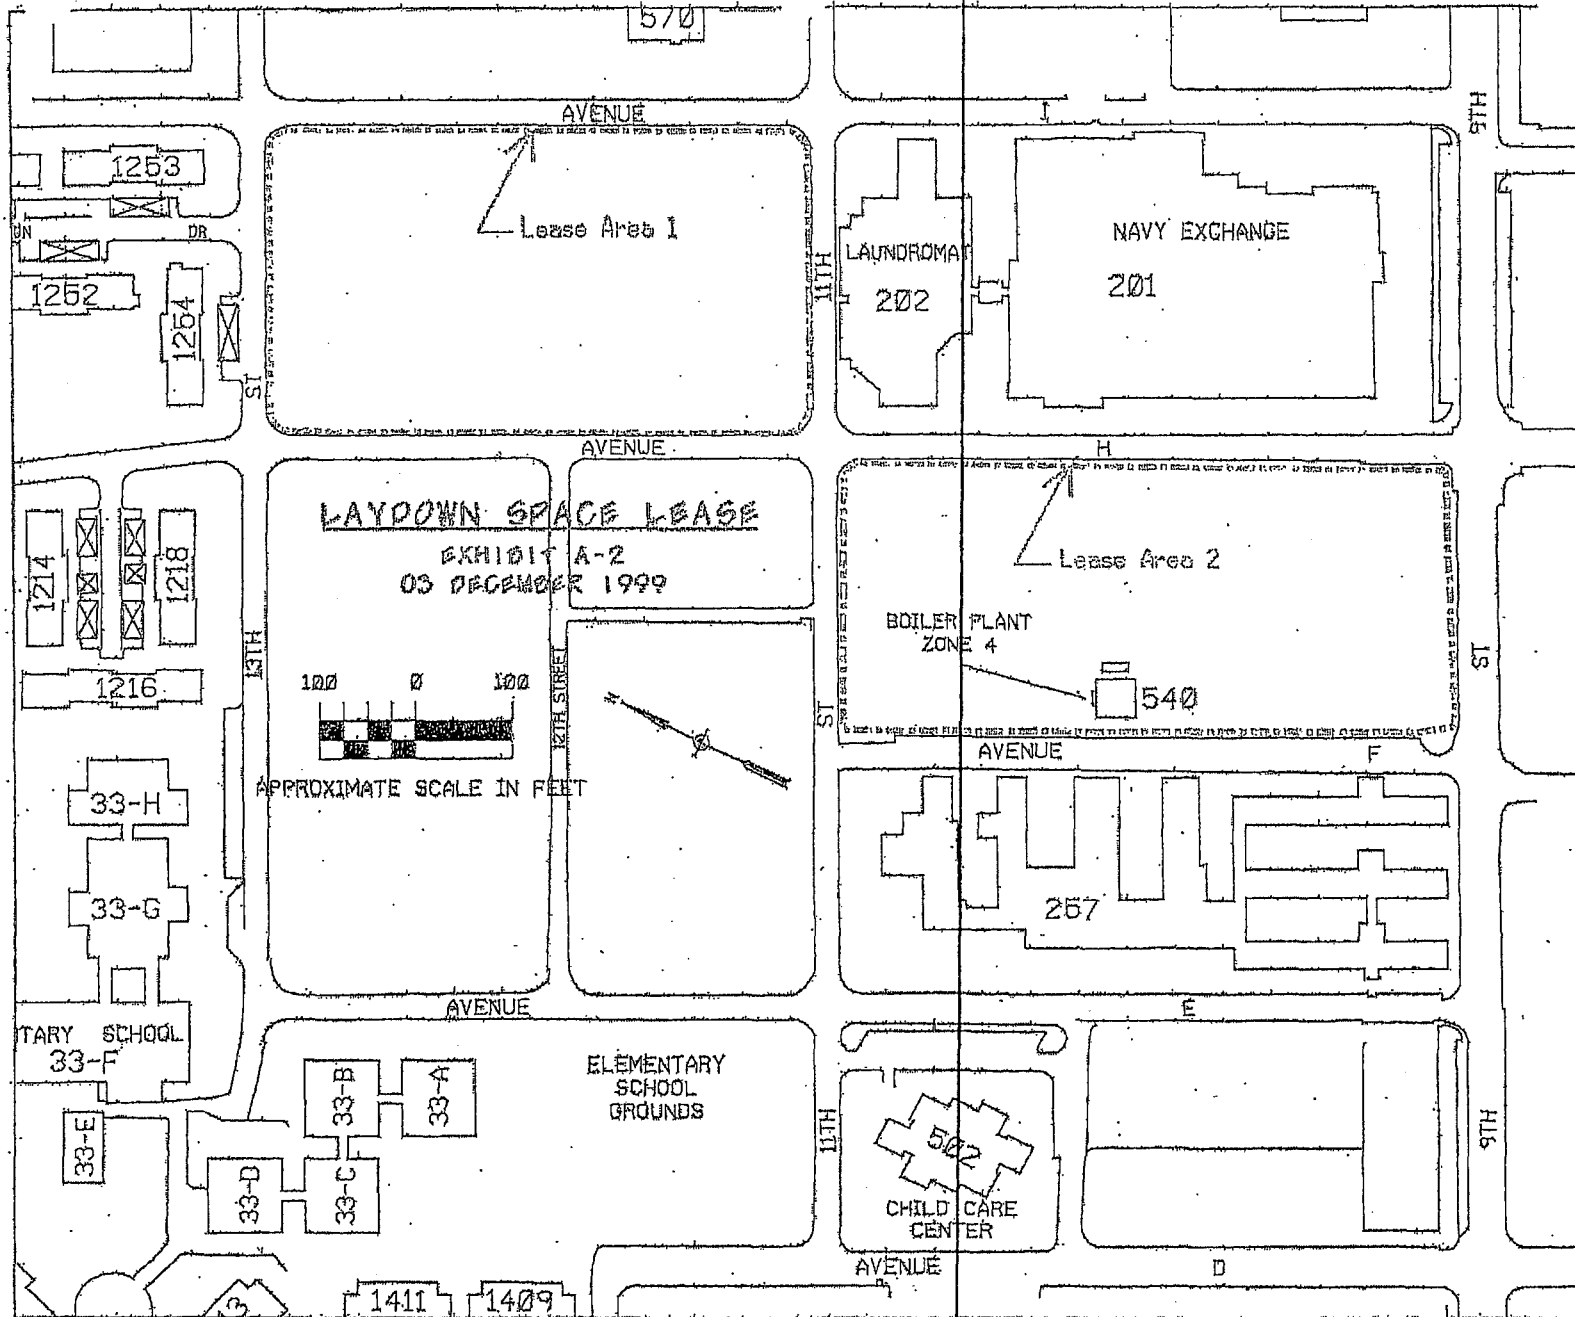 570
AVENUE
I
HT5
1253
UN
DR
1252
1254
ST
Lease Area 1
11TH
LAUNDROMAT
202
NAVY EXCHANGE
201
AVENUE
H
LAYDOWN SPACE LEASE
EXHIBIT A-2
03 DECEMBER 1999
Lease Area 2
1214
1218
1216
13TH
BOILER PLANT
ZONE 4
540
100 0 100
APPROXIMATE SCALE IN FEET
12TH STREET
N
ST
ST
AVENUE
F
33-H
33-G
257
AVENUE
E
TARY SCHOOL
33-F
33-E
33-B
33-A
33-D
33-C
ELEMENTARY
SCHOOL
GROUNDS
11TH
502
CHILD CARE
CENTER
HT6
AVENUE
D
1411
1409